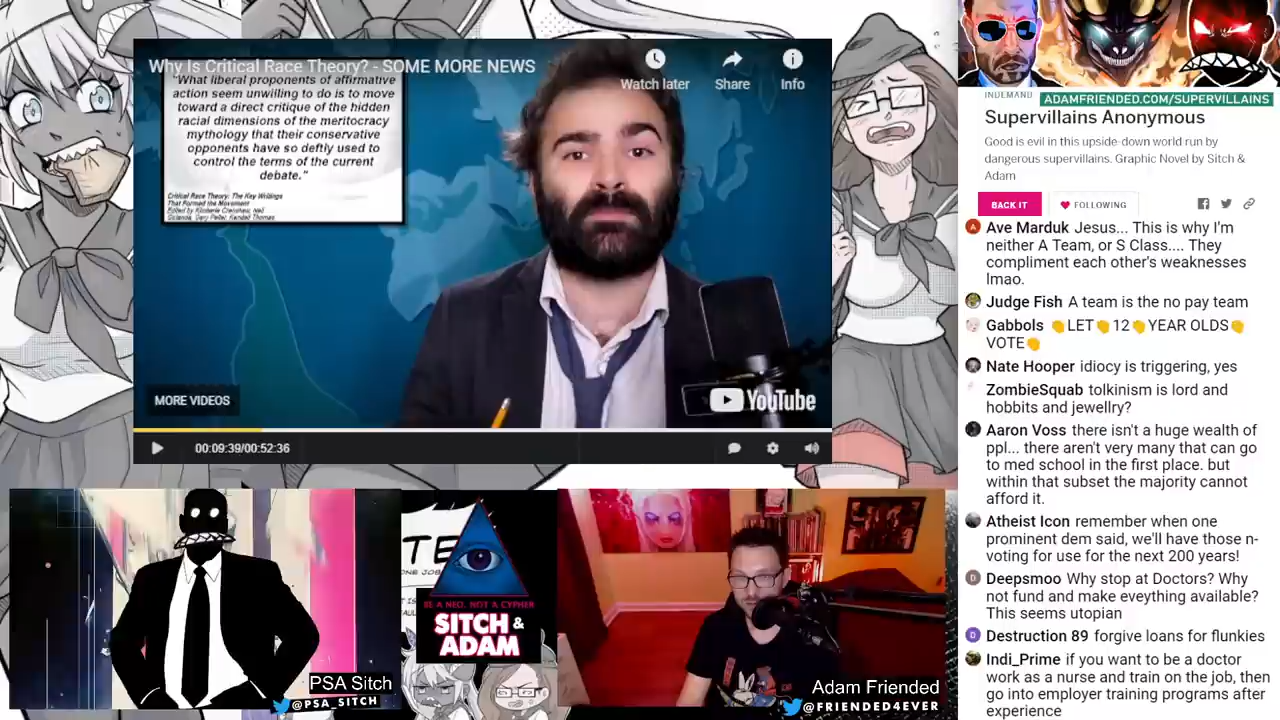 Why Is Critical Race Theory? - SOME MORE NEWS
Watch later
Share
Info
"What liberal proponents of affirmative
action seem unwilling to do is to move
toward a direct critique of the hidden
racial dimensions of the meritocracy
mythology that their conservative
opponents have so deftly used to
control the terms of the current
debate."
Critical Race Theory: The Key Writings
That Formed the Movement
MORE VIDEOS
YouTube
00:09:39/00:52:36
PSA Sitch
@PSA_SITCH
BE A NEO, NOT A CYPHER
SITCH &
ADAM
Adam Friended
@FRIENDED4EVER
INDEMAND
ADAMFRIENDED.COM/SUPERVILLAINS
Supervillains Anonymous
Good is evil in this upside-down world run by
dangerous supervillains. Graphic Novel by Sitch &
Adam
BACK IT
FOLLOWING
Ave Marduk Jesus... This is why I'm
neither A Team, or S Class.... They
compliment each other's weaknesses
lmao.
Judge Fish A team is the no pay team
Gabbols 👏LET👏12👏YEAR OLDS👏
VOTE👏
Nate Hooper idiocy is triggering, yes
ZombieSquab tolkinism is lord and
hobbits and jewellry?
Aaron Voss there isn't a huge wealth of
ppl... there aren't very many that can go
to med school in the first place. but
within that subset the majority cannot
afford it.
Atheist Icon remember when one
prominent dem said, we'll have those n-
voting for use for the next 200 years!
Deepsmoo Why stop at Doctors? Why
not fund and make eveything available?
This seems utopian
Destruction 89 forgive loans for flunkies
Indi_Prime if you want to be a doctor
work as a nurse and train on the job, then
go into employer training programs after
experience